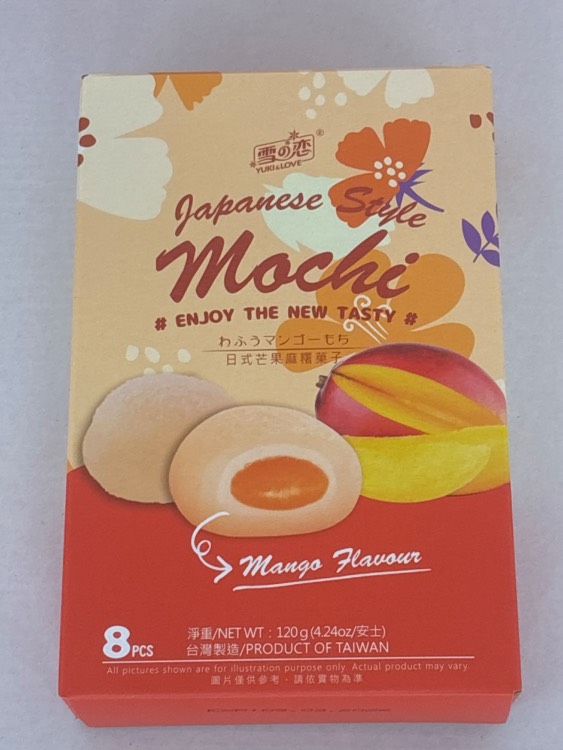 雪の恋®
YUKI&LOVE
Japanese Style
Mochi
# ENJOY THE NEW TASTY #
わふうマンゴーもち
日式芒果麻糬菓子
Mango Flavour
8PCS
淨重/NET WT：120g(4.24oz/安士)
台灣製造/PRODUCT OF TAIWAN
All pictures shown are for illustration purpose only. Actual product may vary.
圖片僅供參考，請依實物為準